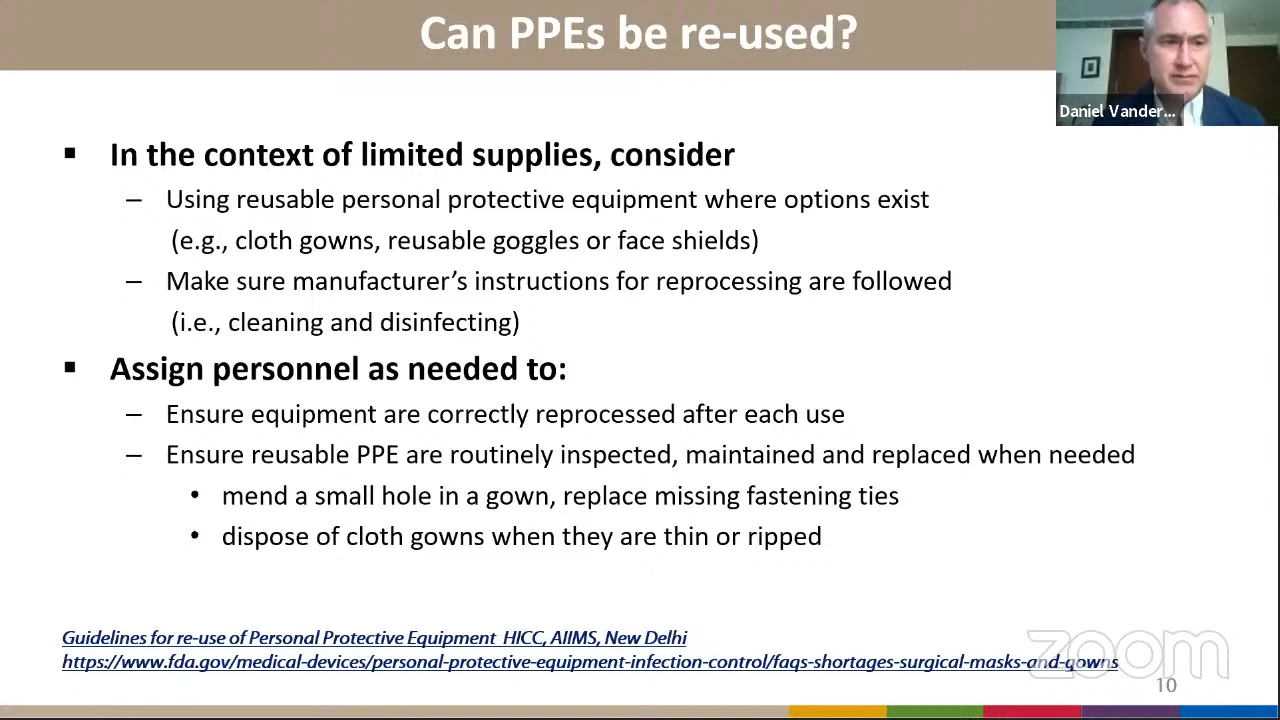 Can PPEs be re-used?
Daniel Vander...
▪ In the context of limited supplies, consider
– Using reusable personal protective equipment where options exist
(e.g., cloth gowns, reusable goggles or face shields)
– Make sure manufacturer’s instructions for reprocessing are followed
(i.e., cleaning and disinfecting)
▪ Assign personnel as needed to:
– Ensure equipment are correctly reprocessed after each use
– Ensure reusable PPE are routinely inspected, maintained and replaced when needed
• mend a small hole in a gown, replace missing fastening ties
• dispose of cloth gowns when they are thin or ripped
Guidelines for re-use of Personal Protective Equipment HICC, AIIMS, New Delhi
https://www.fda.gov/medical-devices/personal-protective-equipment-infection-control/faqs-shortages-surgical-masks-and-gowns
zoom
10